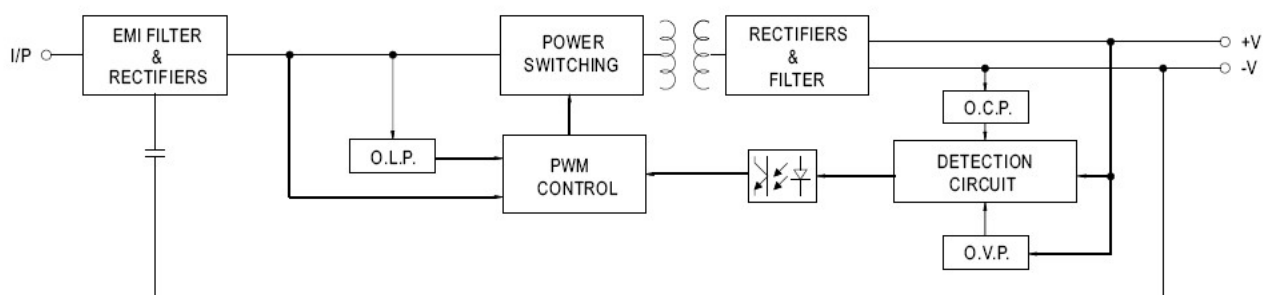 I/P
EMI FILTER
&
RECTIFIERS
POWER
SWITCHING
RECTIFIERS
&
FILTER
+V
-V
O.C.P.
O.L.P.
PWM
CONTROL
DETECTION
CIRCUIT
O.V.P.